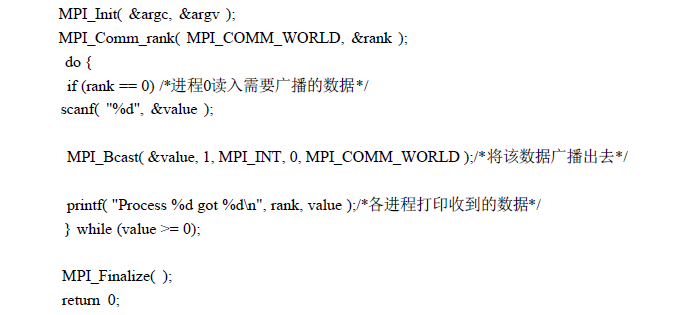 MPI_Init( &argc, &argv );
MPI_Comm_rank( MPI_COMM_WORLD, &rank );
do {
if (rank == 0) /*进程0读入需要广播的数据*/
scanf( "%d", &value );
MPI_Bcast( &value, 1, MPI_INT, 0, MPI_COMM_WORLD );/*将该数据广播出去*/
printf( "Process %d got %d\n", rank, value );/*各进程打印收到的数据*/
} while (value >= 0);
MPI_Finalize( );
return 0;